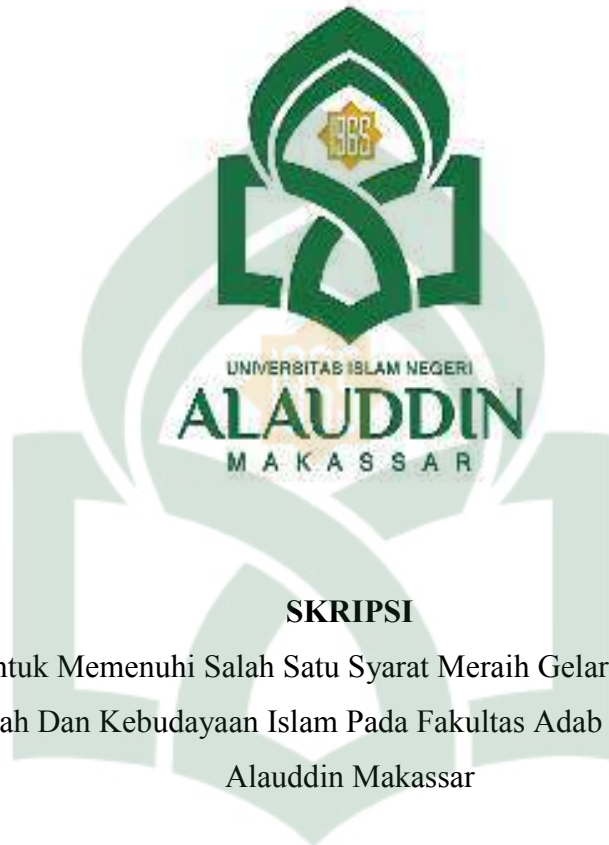 UNIVERSITAS ISLAM NEGERI
ALAUDDIN
MAKASSAR
SKRIPSI
ntuk Memenuhi Salah Satu Syarat Meraih Gelar
ah Dan Kebudayaan Islam Pada Fakultas Adab
Alauddin Makassar